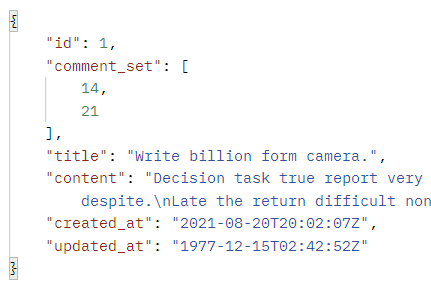 {
"id": 1,
"comment_set": [
14,
21
],
"title": "Write billion form camera.",
"content": "Decision task true report very
despite.\nLate the return difficult non
"created_at": "2021-08-20T20:02:07Z",
"updated_at": "1977-12-15T02:42:52Z"
}